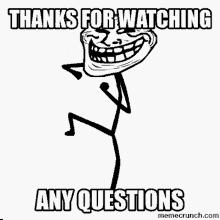 THANKS FOR WATCHING
ANY QUESTIONS
memecrunch.com